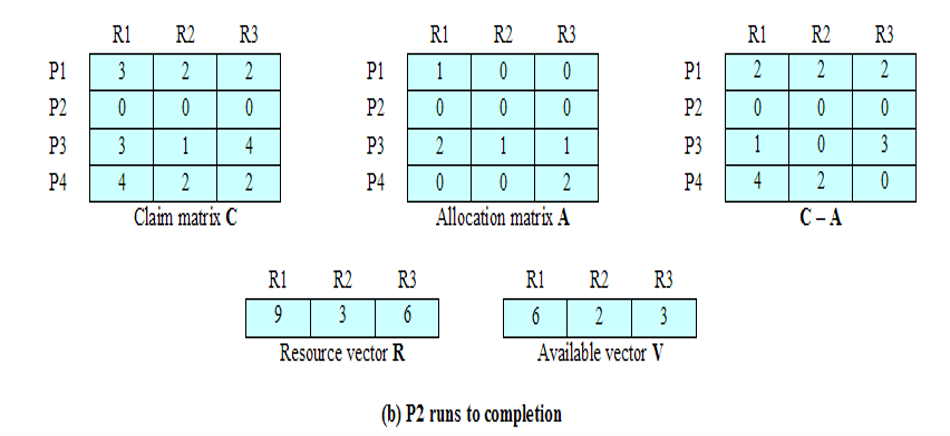 R1 R2 R3 R1 R2 R3 R1 R2 R3
P1 3 2 2 P1 1 0 0 P1 2 2 2
P2 0 0 0 P2 0 0 0 P2 0 0 0
P3 3 1 4 P3 2 1 1 P3 1 0 3
P4 4 2 2 P4 0 0 2 P4 4 2 0
Claim matrix C Allocation matrix A C – A
R1 R2 R3 R1 R2 R3
9 3 6 6 2 3
Resource vector R Available vector V
(b) P2 runs to completion